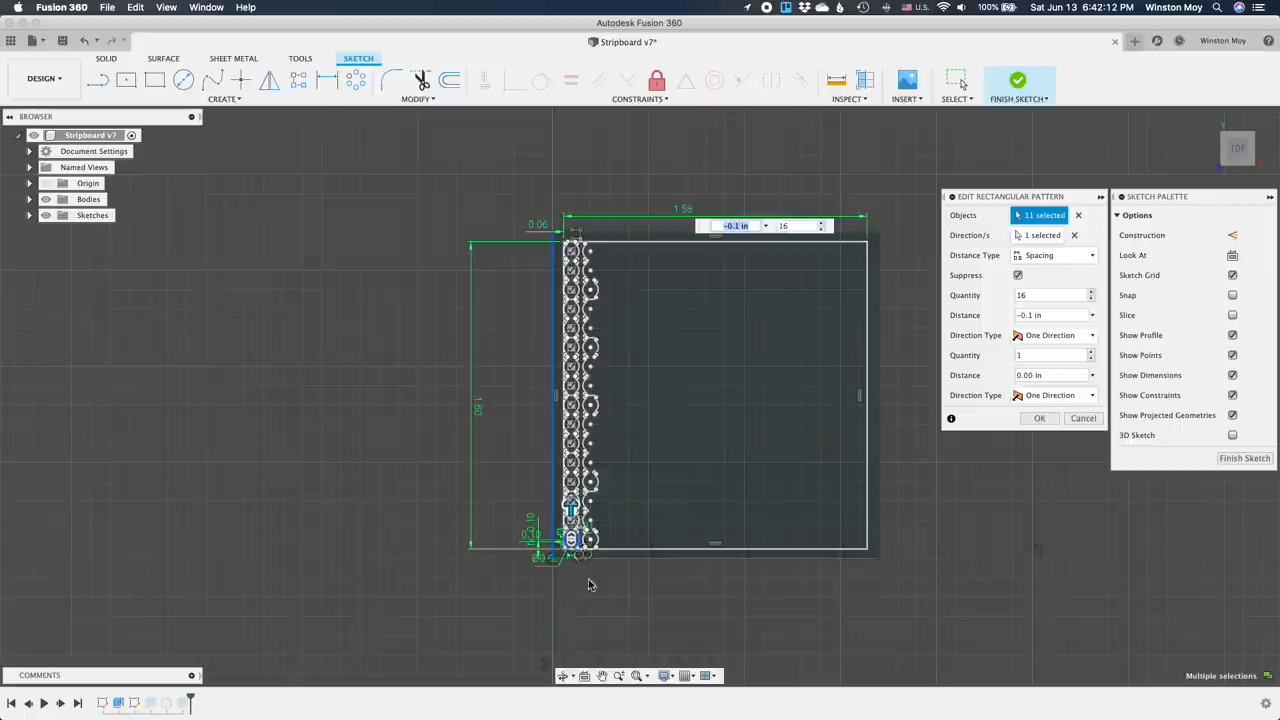 Fusion 360 File Edit View Window Help
100% Sat Jun 13 6:42:12 PM Winston Moy
Autodesk Fusion 360
Stripboard v7*
Winston Moy
SOLID SURFACE SHEET METAL TOOLS SKETCH
DESIGN
CREATE MODIFY CONSTRAINTS INSPECT INSERT SELECT FINISH SKETCH
BROWSER
Stripboard v7
Document Settings
Named Views
Origin
Bodies
Sketches
TOP
1.58
0.06
-0.1 in 16
1.60
0.10
EDIT RECTANGULAR PATTERN
Objects 11 selected
Direction/s 1 selected
Distance Type Spacing
Suppress
Quantity 16
Distance -0.1 in
Direction Type One Direction
Quantity 1
Distance 0.00 in
Direction Type One Direction
OK Cancel
SKETCH PALETTE
Options
Construction
Look At
Sketch Grid
Snap
Slice
Show Profile
Show Points
Show Dimensions
Show Constraints
Show Projected Geometries
3D Sketch
Finish Sketch
COMMENTS
Multiple selections